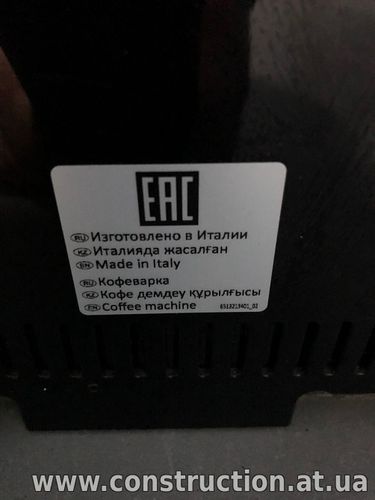 EAC
RU Изготовлено в Италии
KZ Италияда жасалған
EN Made in Italy
RU Кофеварка
KZ Кофе демдеу құрылғысы
EN Coffee machine 6513213401_02
www.construction.at.ua